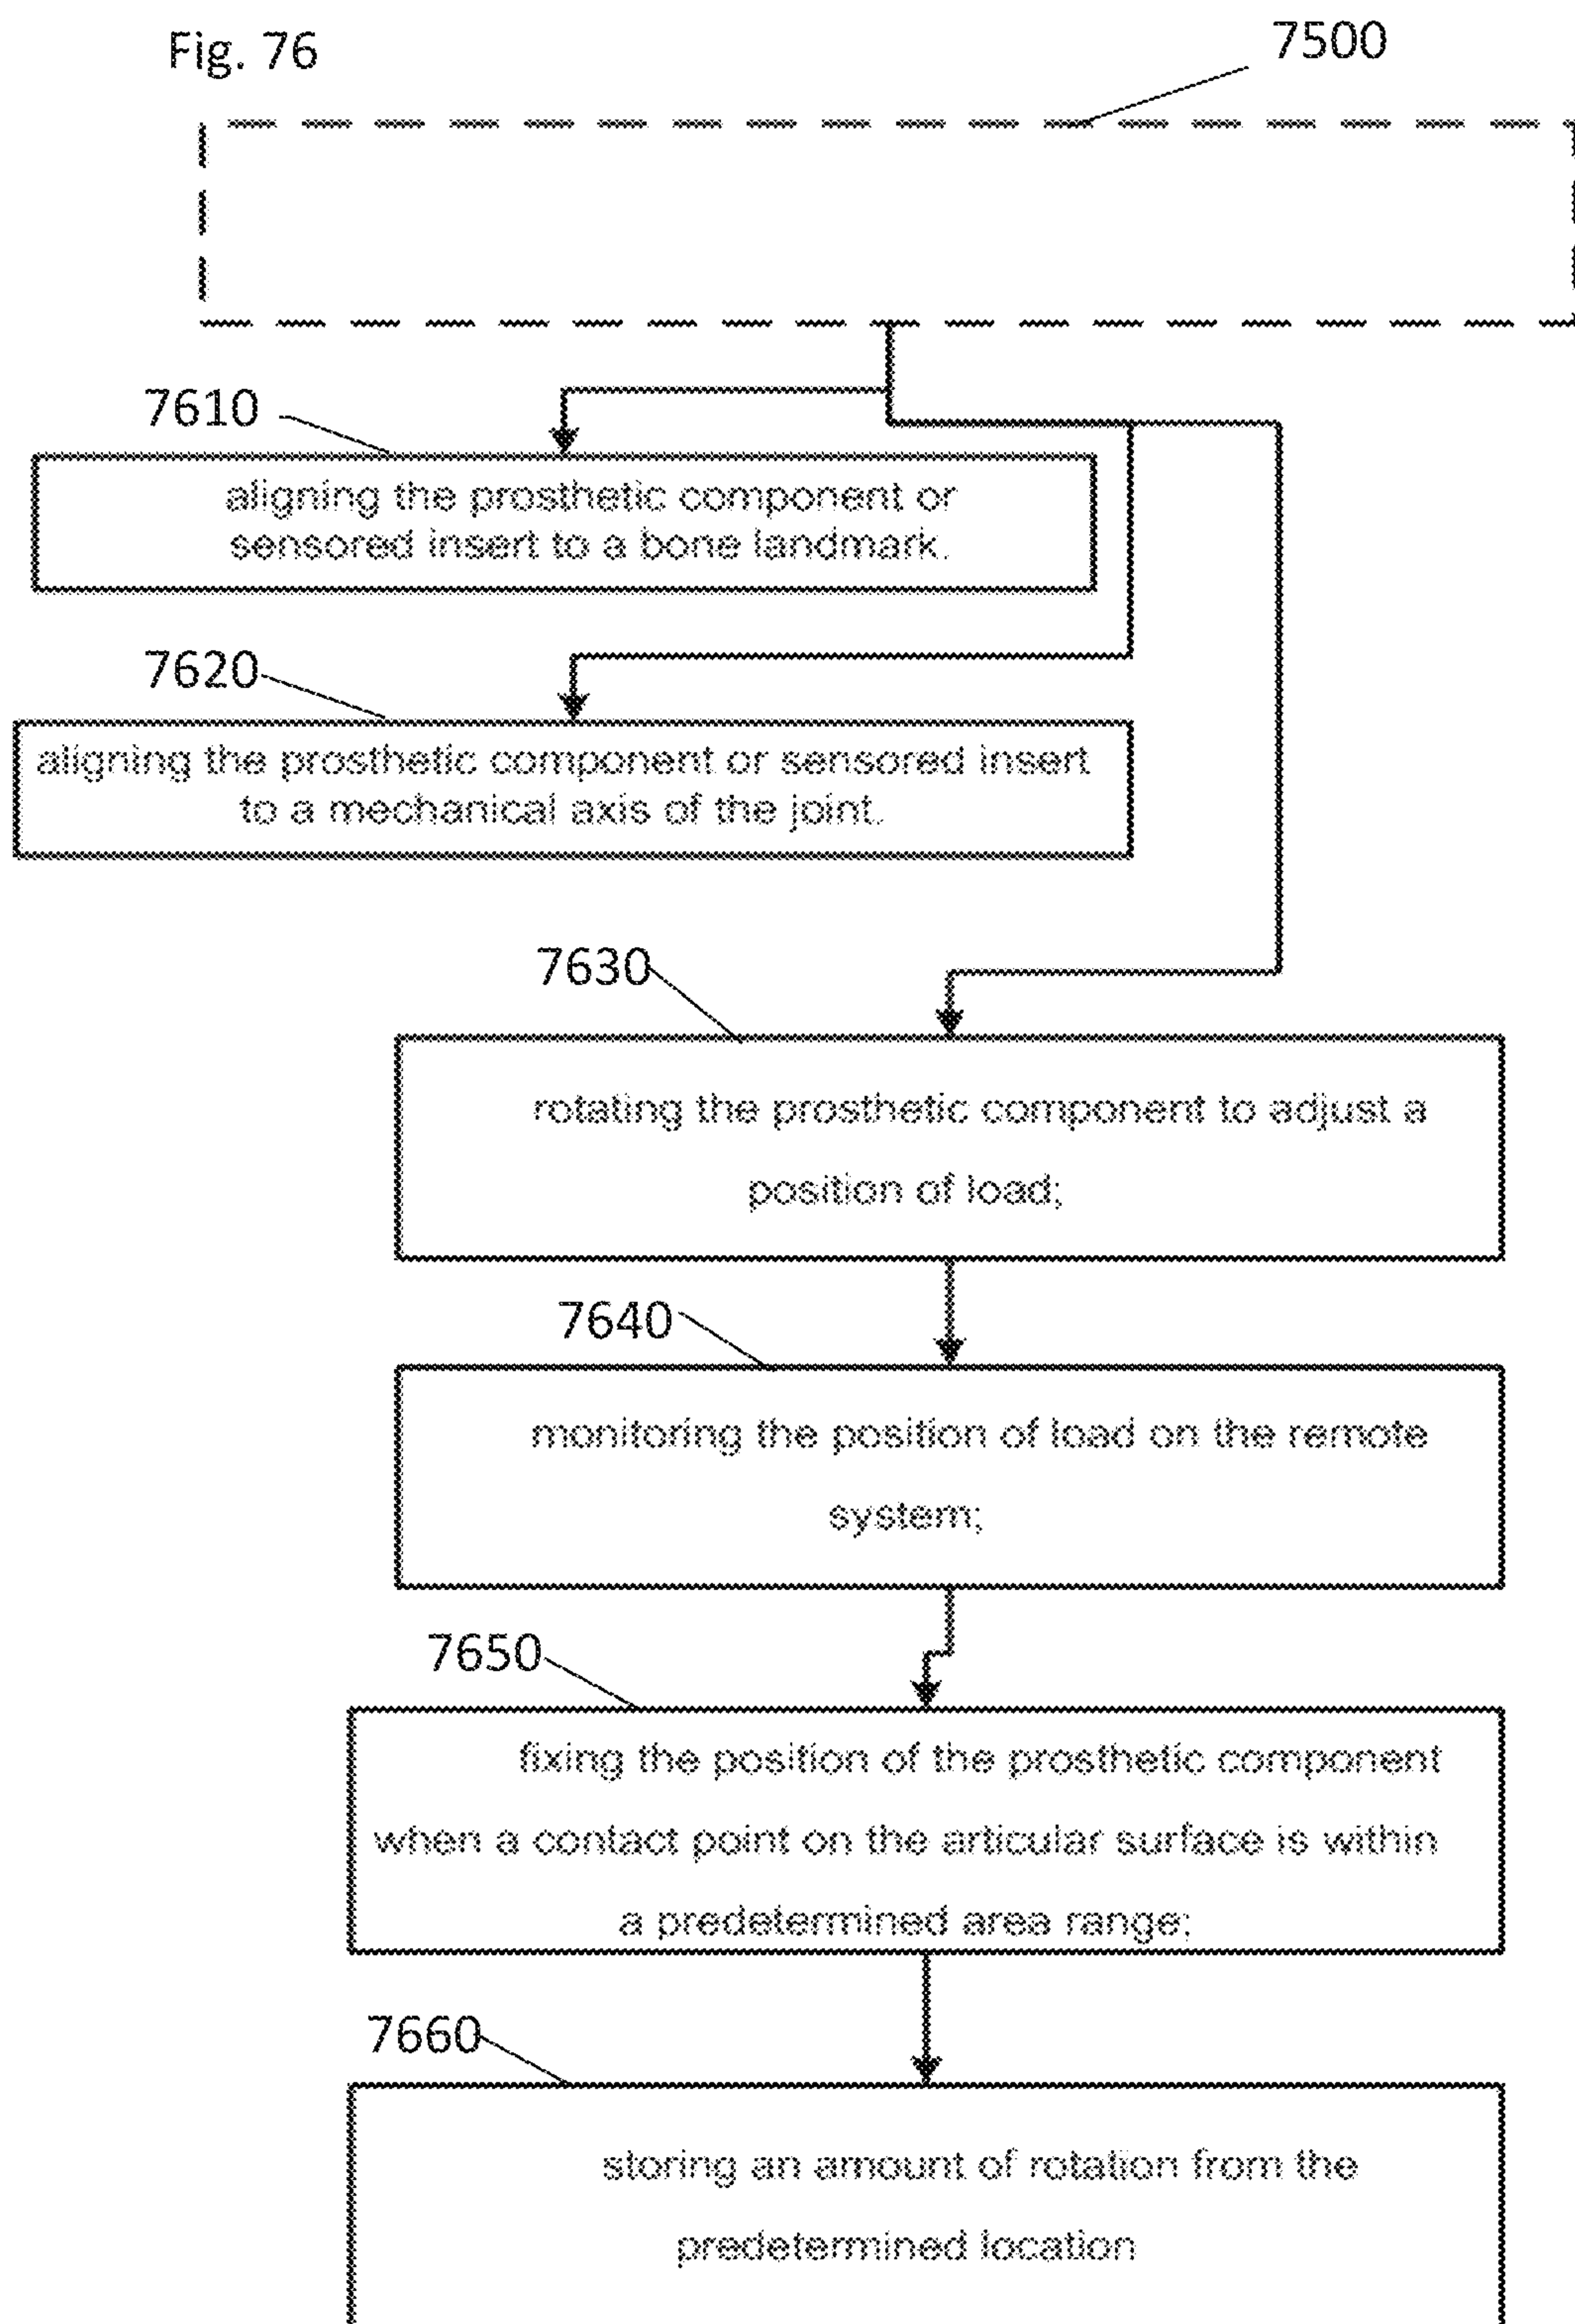 Fig. 76
7500
7610
aligning the prosthetic component or
sensored insert to a bone landmark.
7620
aligning the prosthetic component or sensored insert
to a mechanical axis of the joint.
7630
rotating the prosthetic component to adjust a
position of load;
7640
monitoring the position of load on the remote
system;
7650
fixing the position of the prosthetic component
when a contact point on the articular surface is within
a predetermined area range;
7660
storing an amount of rotation from the
predetermined location